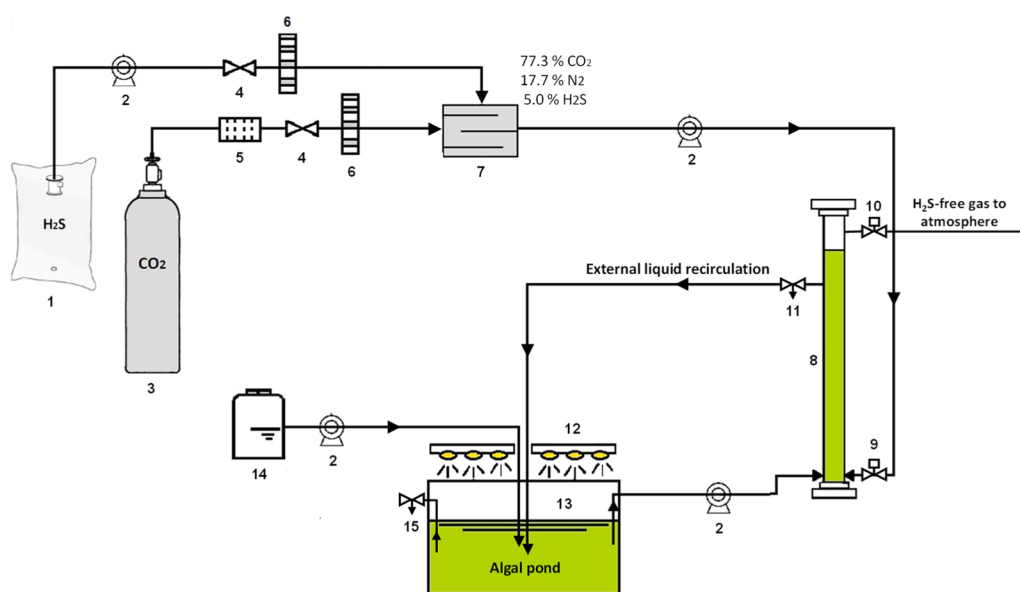 6
77.3 % CO₂
17.7 % N2
5.0 % H₂S
2
4
6
5
4
6
7
2
H₂S
CO₂
1
3
10
H₂S-free gas to
atmosphere
External liquid recirculation
11
8
9
12
14
2
13
15
2
Algal pond